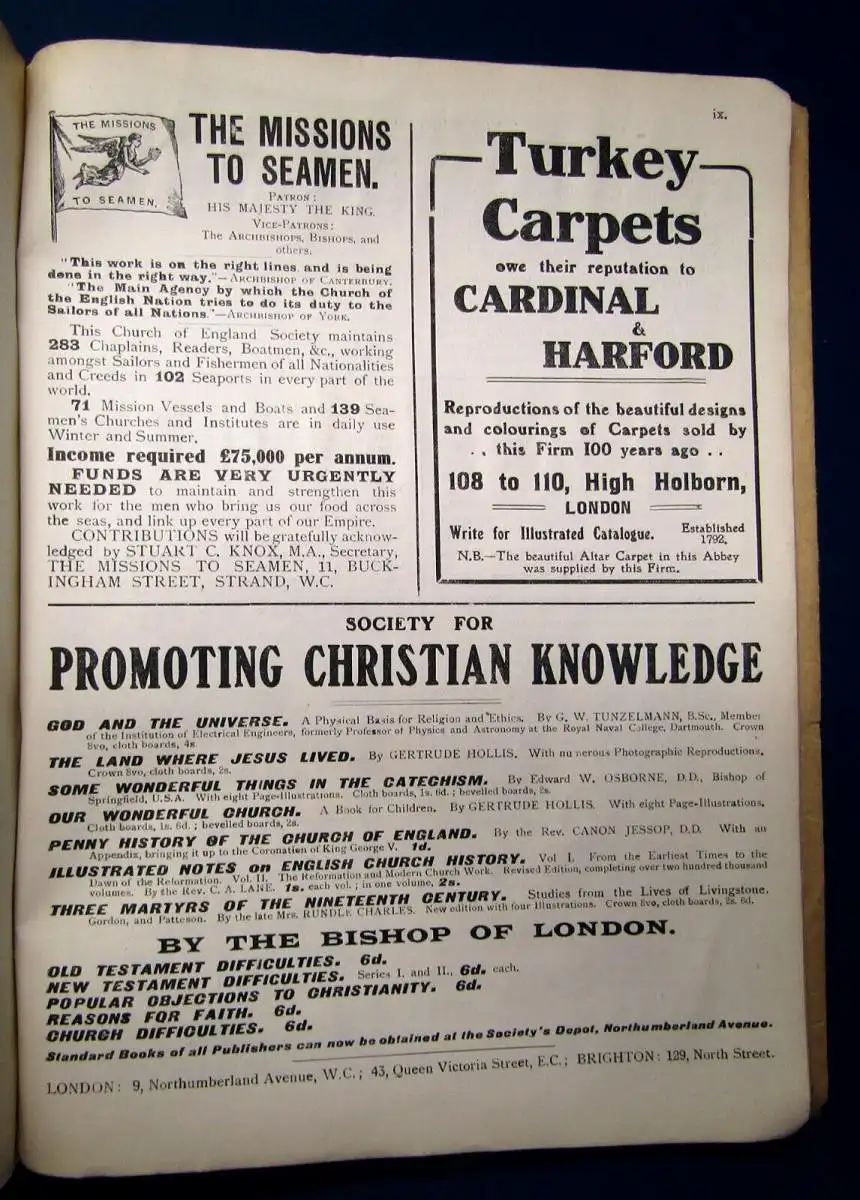 ix.
THE MISSIONS
TO SEAMEN.
THE MISSIONS
TO SEAMEN.
PATRON:
HIS MAJESTY THE KING.
VICE-PATRONS:
The ARCHBISHOPS, BISHOPS, and
others.
"This work is on the right lines and is being
done in the right way."—ARCHBISHOP OF CANTERBURY.
"The Main Agency by which the Church of
the English Nation tries to do its duty to the
Sailors of all Nations."—ARCHBISHOP OF YORK.
This Church of England Society maintains
283 Chaplains, Readers, Boatmen, &c., working
amongst Sailors and Fishermen of all Nationalities
and Creeds in 102 Seaports in every part of the
world.
71 Mission Vessels and Boats and 139 Sea-
men's Churches and Institutes are in daily use
Winter and Summer.
Income required £75,000 per annum.
FUNDS ARE VERY URGENTLY
NEEDED to maintain and strengthen this
work for the men who bring us our food across
the seas, and link up every part of our Empire.
CONTRIBUTIONS will be gratefully acknow-
ledged by STUART C. KNOX, M.A., Secretary,
THE MISSIONS TO SEAMEN, 11, BUCK-
INGHAM STREET, STRAND, W.C.
Turkey
Carpets
owe their reputation to
CARDINAL
&
HARFORD
Reproductions of the beautiful designs
and colourings of Carpets sold by
. . this Firm 100 years ago . .
108 to 110, High Holborn,
LONDON
Write for Illustrated Catalogue. Established
1792.
N.B.—The beautiful Altar Carpet in this Abbey
was supplied by this Firm.
SOCIETY FOR
PROMOTING CHRISTIAN KNOWLEDGE
GOD AND THE UNIVERSE. A Physical Basis for Religion and Ethics. By G. W. TUNZELMANN, B.Sc., Member
of the Institution of Electrical Engineers, formerly Professor of Physics and Astronomy at the Royal Naval College, Dartmouth. Crown
8vo, cloth boards, 4s
THE LAND WHERE JESUS LIVED. By GERTRUDE HOLLIS. With numerous Photographic Reproductions.
Crown 8vo, cloth boards, 2s.
SOME WONDERFUL THINGS IN THE CATECHISM. By Edward W. OSBORNE, D.D., Bishop of
Springfield, U.S.A. With eight Page-Illustrations. Cloth boards, 1s. 6d.; bevelled boards, 2s.
OUR WONDERFUL CHURCH. A Book for Children. By GERTRUDE HOLLIS. With eight Page-Illustrations.
Cloth boards, 1s. 6d.; bevelled boards, 2s.
PENNY HISTORY OF THE CHURCH OF ENGLAND. By the Rev. CANON JESSOP, D.D. With an
Appendix, bringing it up to the Coronation of King George V. 1d.
ILLUSTRATED NOTES on ENGLISH CHURCH HISTORY. Vol I. From the Earliest Times to the
Dawn of the Reformation. Vol. II. The Reformation and Modern Church Work. Revised Edition, completing over two hundred thousand
volumes. By the Rev. C. A. LANE. 1s. each vol.; in one volume, 2s.
THREE MARTYRS OF THE NINETEENTH CENTURY. Studies from the Lives of Livingstone,
Gordon, and Patteson. By the late Mrs. RUNDLE CHARLES. New edition with four Illustrations. Crown 8vo, cloth boards, 2s. 6d.
BY THE BISHOP OF LONDON.
OLD TESTAMENT DIFFICULTIES. 6d.
NEW TESTAMENT DIFFICULTIES. Series I. and II., 6d. each.
POPULAR OBJECTIONS TO CHRISTIANITY. 6d.
REASONS FOR FAITH. 6d.
CHURCH DIFFICULTIES. 6d.
Standard Books of all Publishers can now be obtained at the Society's Depot, Northumberland Avenue.
LONDON: 9, Northumberland Avenue, W.C.; 43, Queen Victoria Street, E.C.; BRIGHTON: 129, North Street.